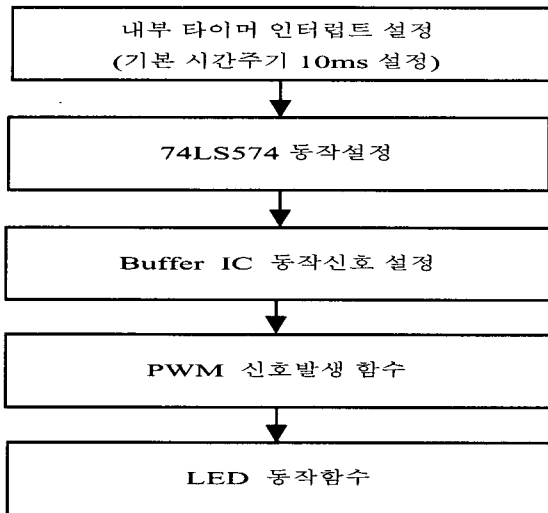 내부 타이머 인터럽트 설정
(기본 시간주기 10ms 설정)
74LS574 동작설정
Buffer IC 동작신호 설정
PWM 신호발생 함수
LED 동작함수